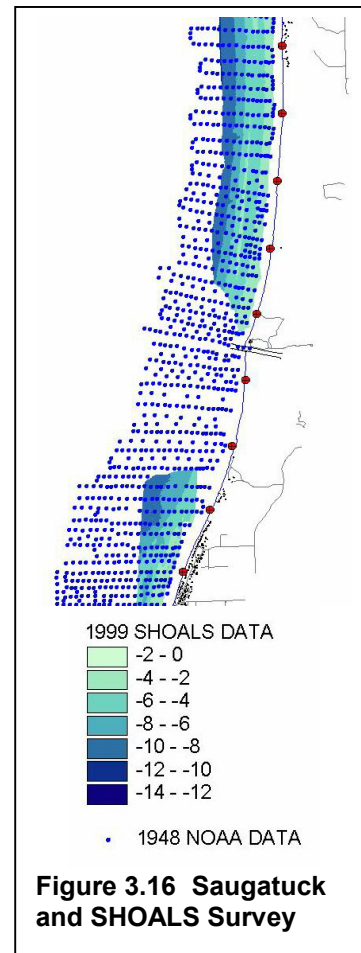 1999 SHOALS DATA
-2 - 0
-4 - -2
-6 - -4
-8 - -6
-10 - -8
-12 - -10
-14 - -12
1948 NOAA DATA
Figure 3.16 Saugatuck
and SHOALS Survey